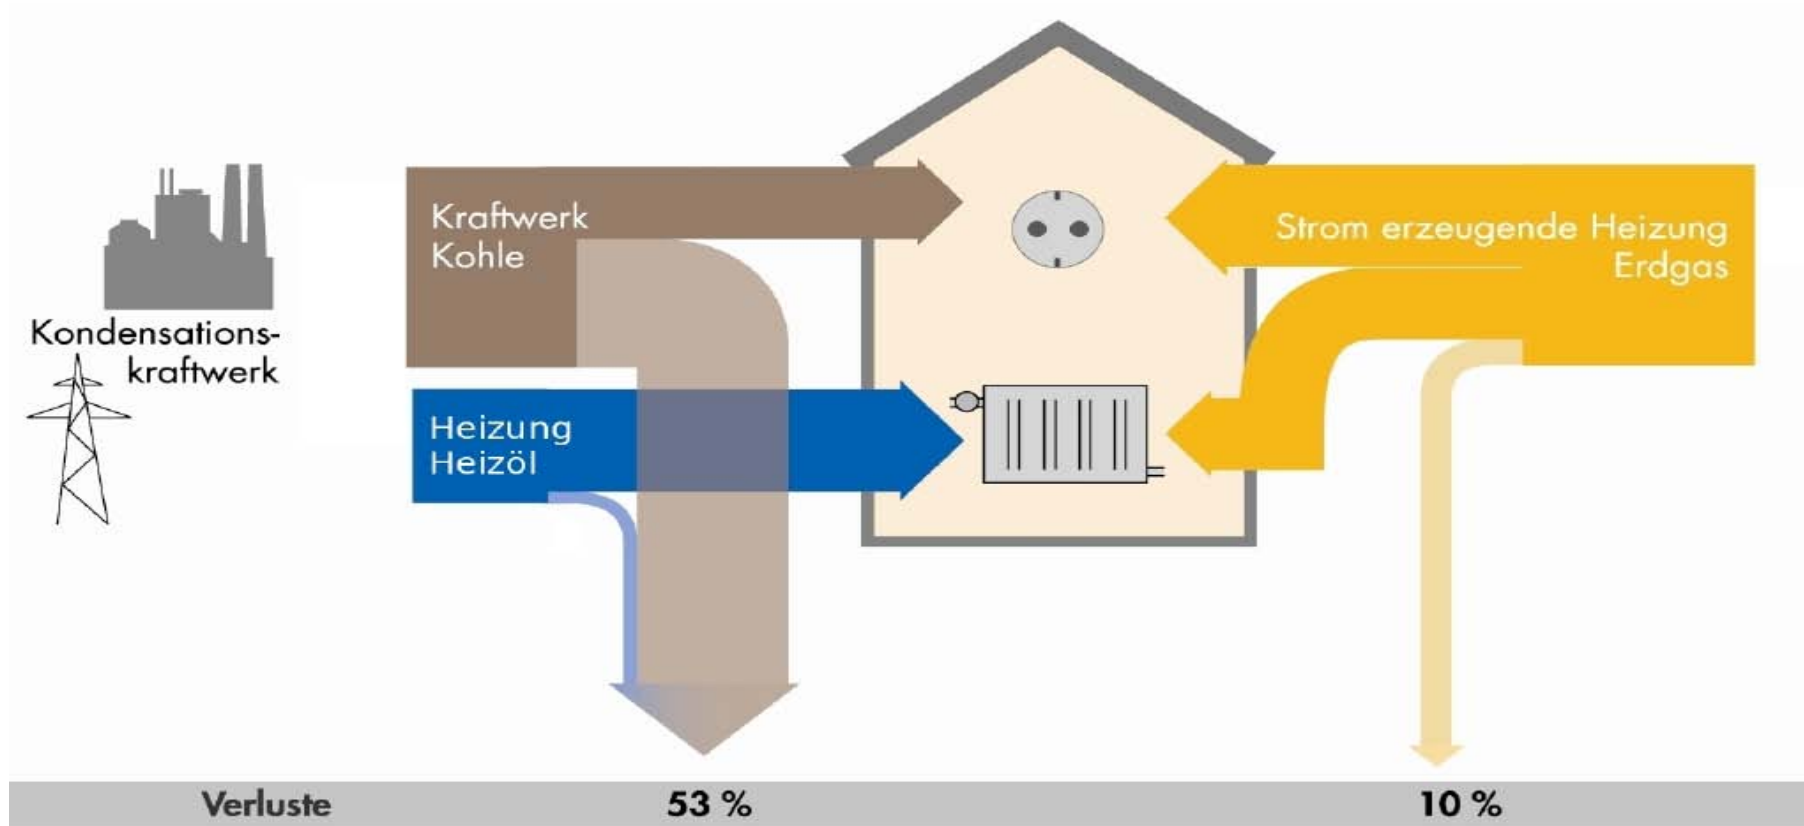 Kondensations-
kraftwerk
Kraftwerk
Kohle
Heizung
Heizöl
Strom erzeugende Heizung
Erdgas
Verluste 53 % 10 %